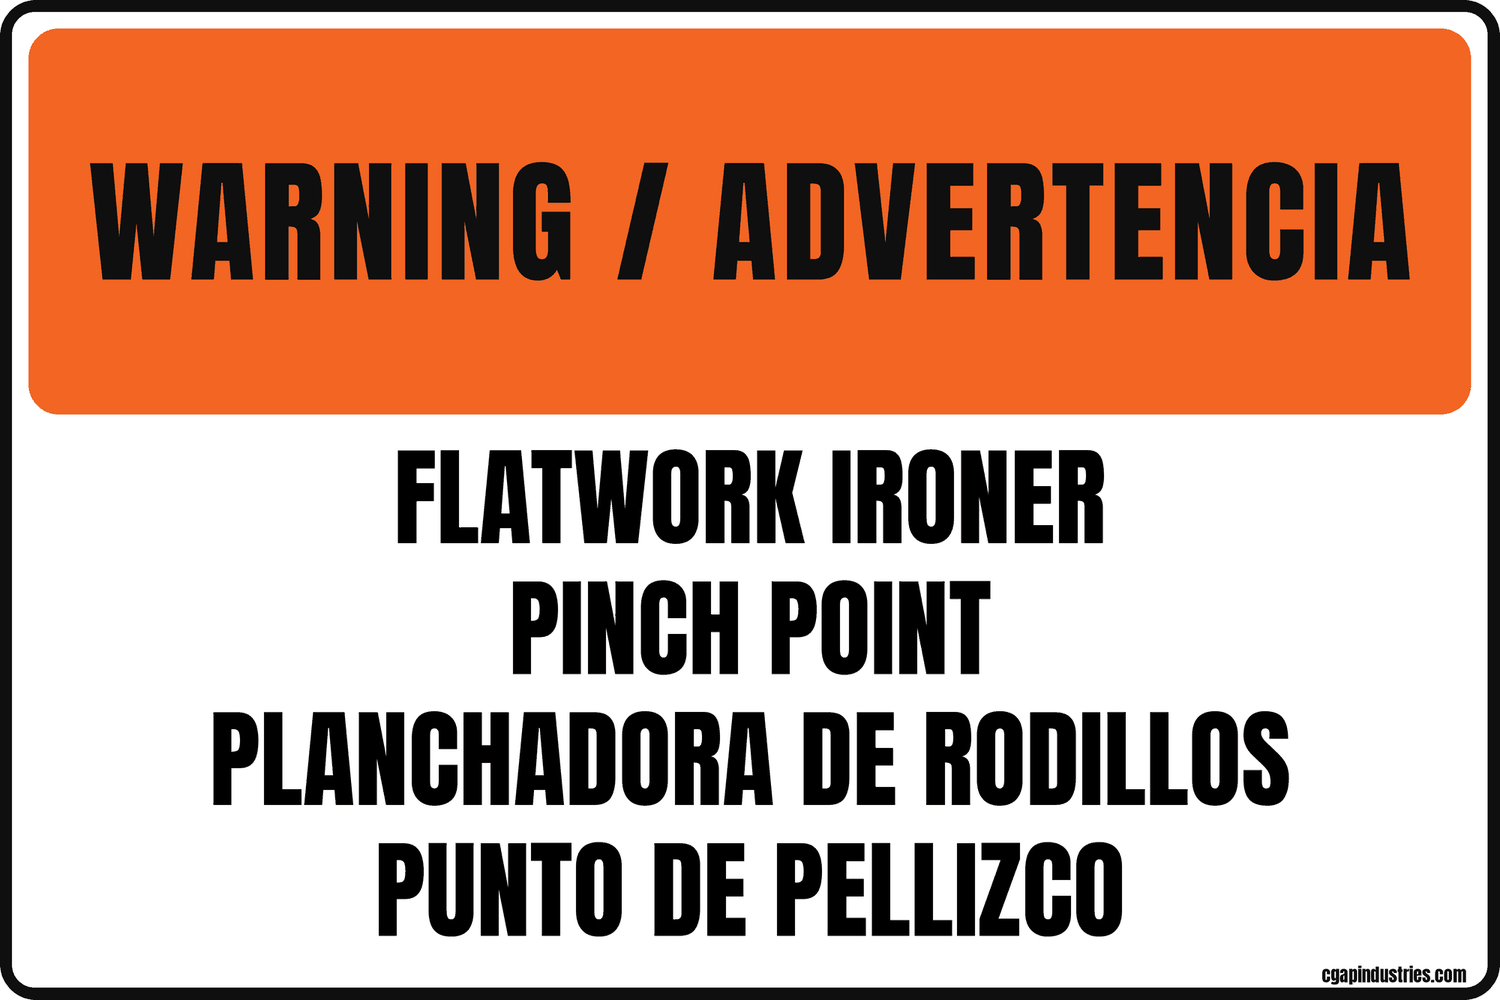 WARNING / ADVERTENCIA
FLATWORK IRONER
PINCH POINT
PLANCHADORA DE RODILLOS
PUNTO DE PELLIZCO
cgapindustries.com